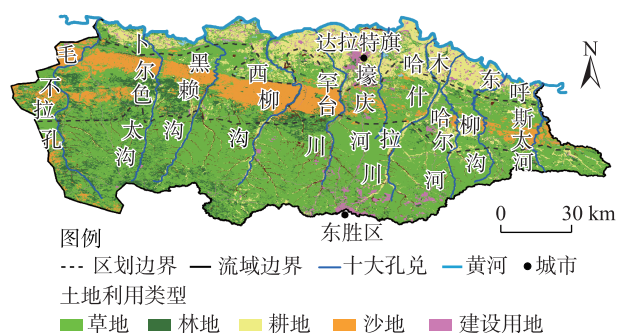 毛不拉孔
卜尔色太沟
黑赖沟
西柳沟
罕台川
达拉特旗
壕庆河
哈什拉川
木哈尔河
东柳沟
呼斯太河
N
东胜区
0 30 km
图例
区划边界 流域边界 十大孔兑 黄河 城市
土地利用类型
草地 林地 耕地 沙地 建设用地